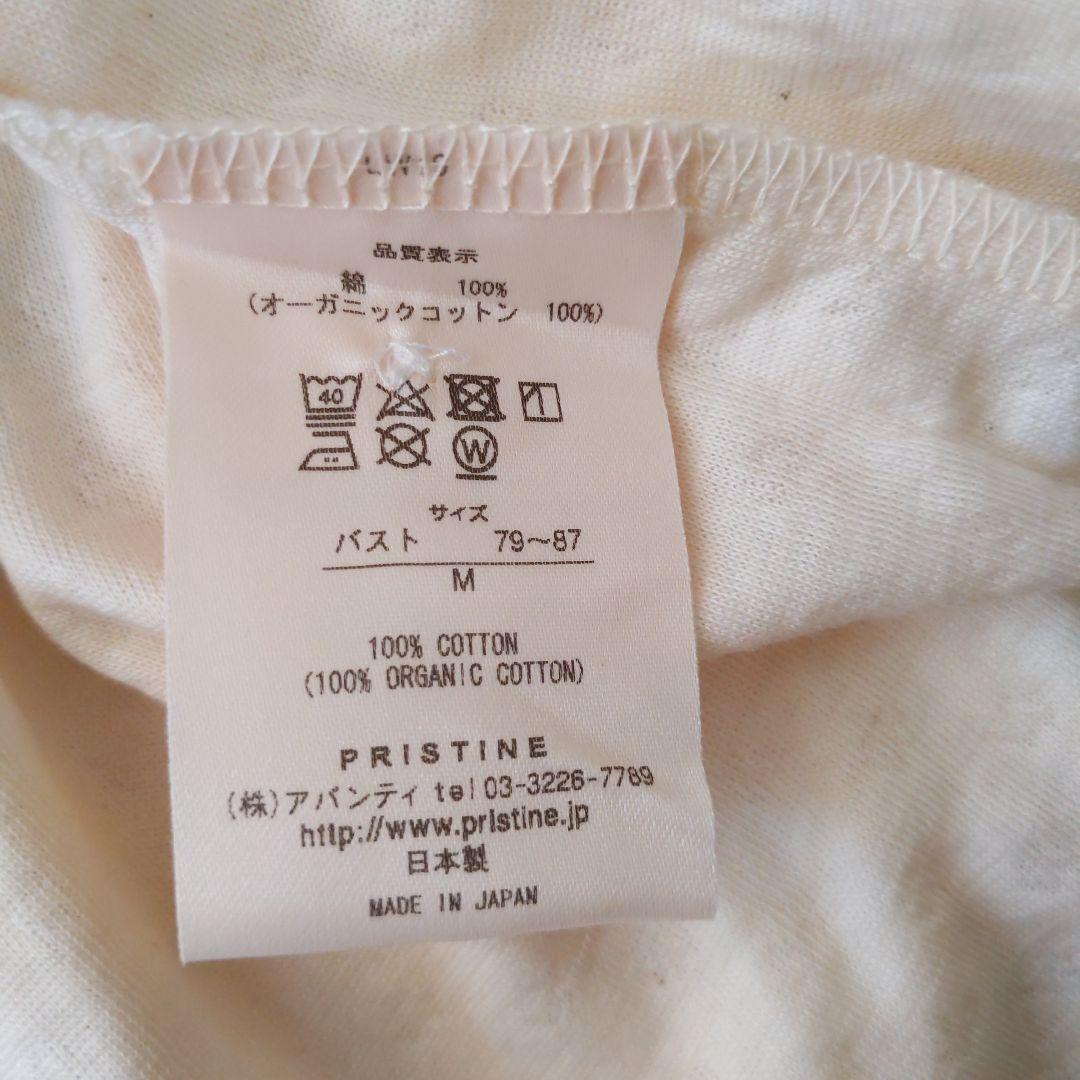 品質表示
綿 100%
(オーガニックコットン 100%)
40
W
サイズ
バスト 79～87
M
100% COTTON
(100% ORGANIC COTTON)
PRISTINE
(株)アバンティ tel 03-3226-7789
http://www.pristine.jp
日本製
MADE IN JAPAN